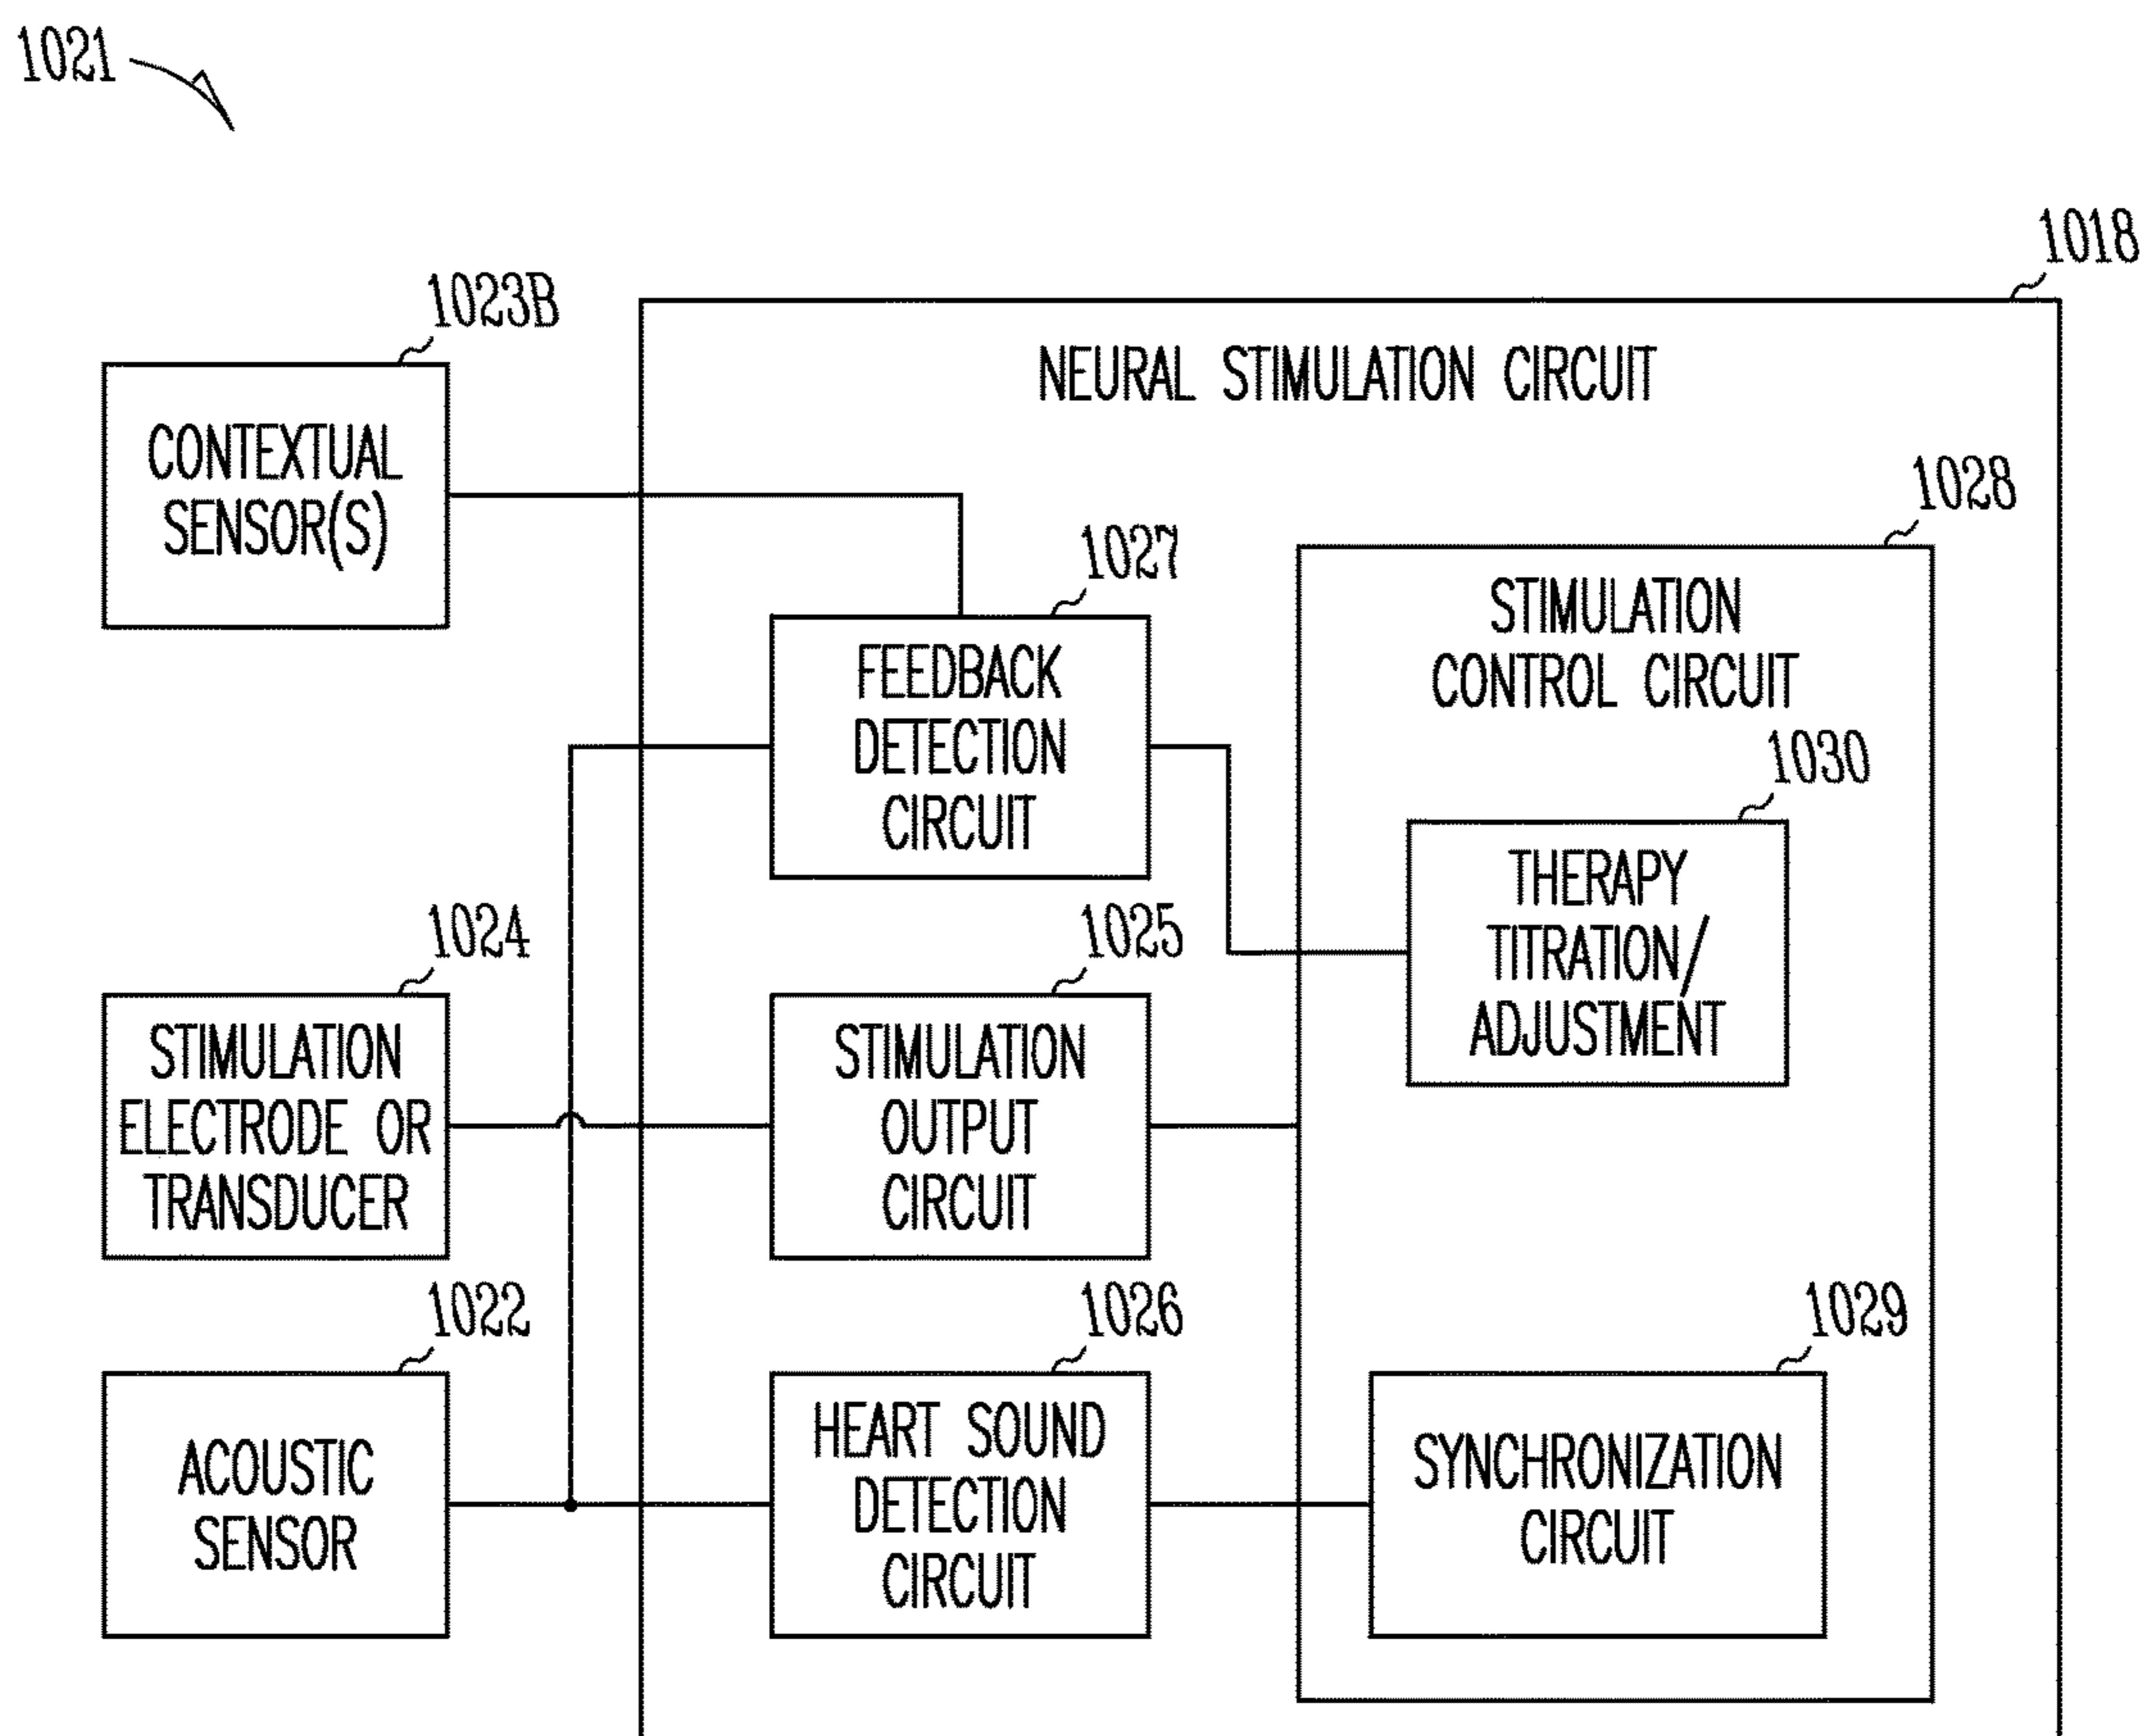 1021
1018
1023B
NEURAL STIMULATION CIRCUIT
CONTEXTUAL
SENSOR(S)
1028
1027
STIMULATION
CONTROL CIRCUIT
FEEDBACK
DETECTION
CIRCUIT
1030
THERAPY
TITRATION/
ADJUSTMENT
1024
1025
STIMULATION
ELECTRODE OR
TRANSDUCER
STIMULATION
OUTPUT
CIRCUIT
1022
1026
1029
ACOUSTIC
SENSOR
HEART SOUND
DETECTION
CIRCUIT
SYNCHRONIZATION
CIRCUIT